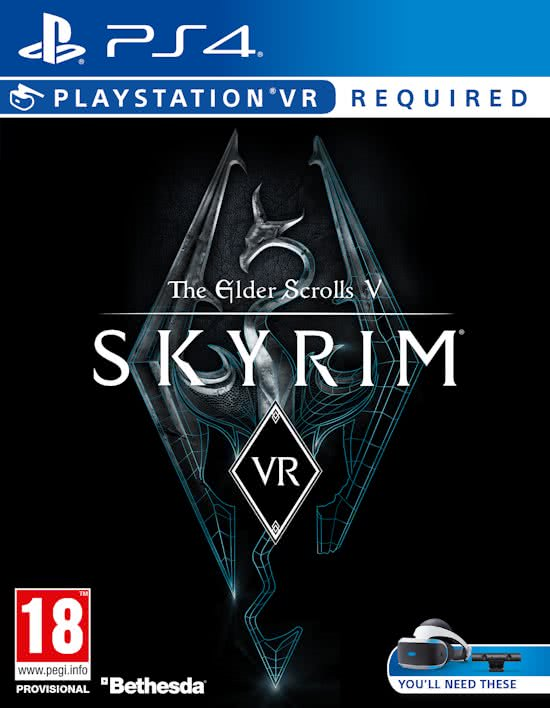 PS4
PLAYSTATION®VR REQUIRED
The Elder Scrolls V
SKYRIM®
VR
18
™
www.pegi.info
PROVISIONAL
Bethesda®
YOU'LL NEED THESE